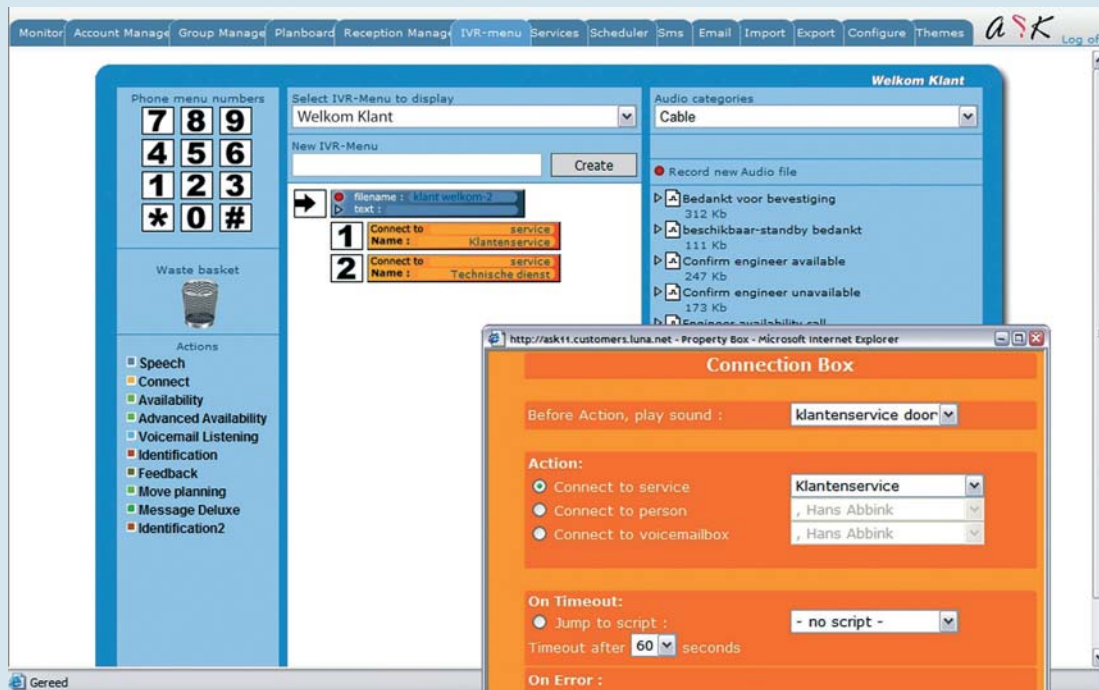 Monitor Account Manage Group Manage Planboard Reception Manag IVR-menu Services Scheduler Sms Email Import Export Configure Themes ASK Log of
Welkom Klant
Phone menu numbers
7 8 9
4 5 6
1 2 3
* 0 #
Waste basket
Actions
Speech
Connect
Availability
Advanced Availability
Voicemail Listening
Identification
Feedback
Move planning
Message Deluxe
Identification2
Select IVR-Menu to display
Welkom Klant
New IVR-Menu
Create
filename : klant welkom-2
text :
1 Connect to service
Name : Klantenservice
2 Connect to service
Name : Technische dienst
Audio categories
Cable
Record new Audio file
Bedankt voor bevestiging
312 Kb
beschikbaar-standby bedankt
111 Kb
Confirm engineer available
247 Kb
Confirm engineer unavailable
173 Kb
Engineer availability call
http://ask11.customers.luna.net - Property Box - Microsoft Internet Explorer
Connection Box
Before Action, play sound : klantenservice door
Action:
Connect to service Klantenservice
Connect to person , Hans Abbink
Connect to voicemailbox , Hans Abbink
On Timeout:
Jump to script : - no script -
Timeout after 60 seconds
On Error :
Gereed